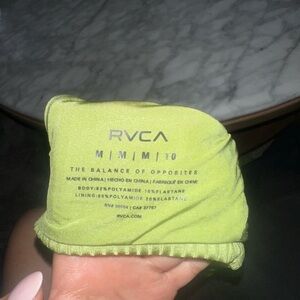 RVCA
M | M | M | 10
THE BALANCE OF OPPOSITES
MADE IN CHINA | HECHO EN CHINA | FABRIQUÉ EN CHINE
BODY: 82% POLYAMIDE 18% ELASTANE
LINING: 80% POLYAMIDE 20% ELASTANE
RVCA.COM